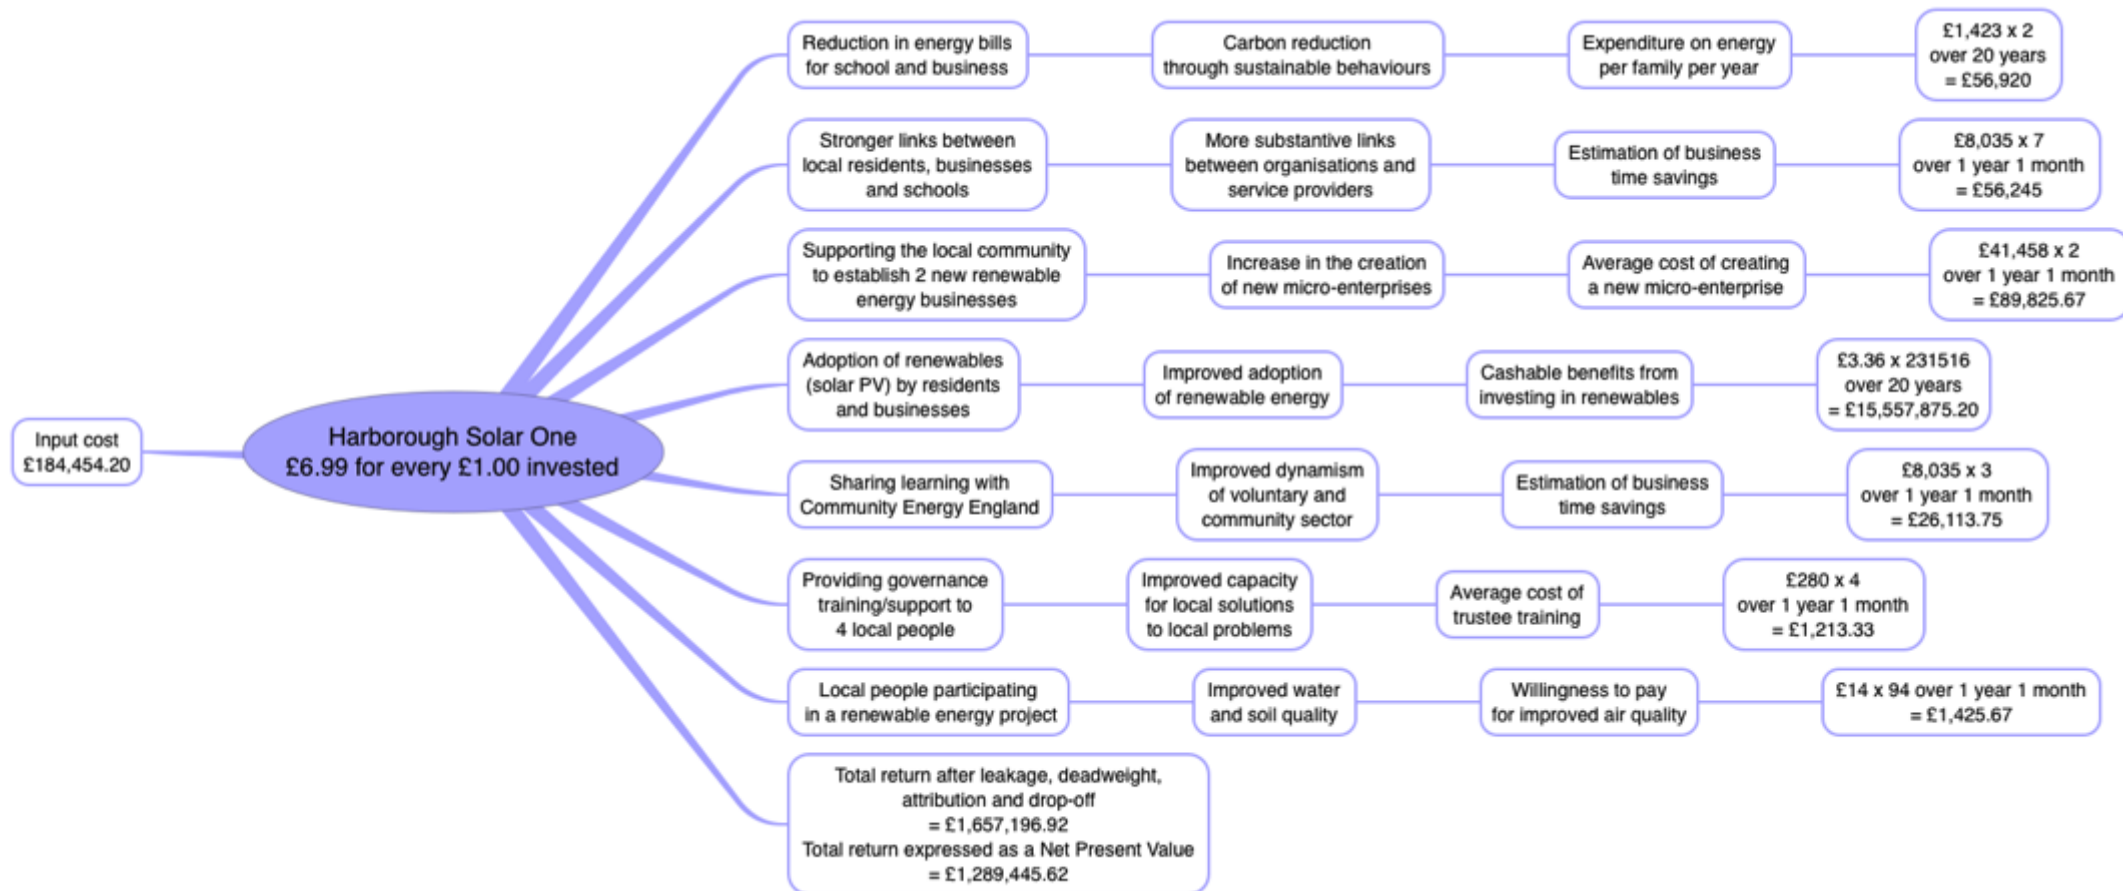 Input cost
£184,454.20
Harborough Solar One
£6.99 for every £1.00 invested
Reduction in energy bills
for school and business
Carbon reduction
through sustainable behaviours
Expenditure on energy
per family per year
£1,423 x 2
over 20 years
= £56,920
Stronger links between
local residents, businesses
and schools
More substantive links
between organisations and
service providers
Estimation of business
time savings
£8,035 x 7
over 1 year 1 month
= £56,245
Supporting the local community
to establish 2 new renewable
energy businesses
Increase in the creation
of new micro-enterprises
Average cost of creating
a new micro-enterprise
£41,458 x 2
over 1 year 1 month
= £89,825.67
Adoption of renewables
(solar PV) by residents
and businesses
Improved adoption
of renewable energy
Cashable benefits from
investing in renewables
£3.36 x 231516
over 20 years
= £15,557,875.20
Sharing learning with
Community Energy England
Improved dynamism
of voluntary and
community sector
Estimation of business
time savings
£8,035 x 3
over 1 year 1 month
= £26,113.75
Providing governance
training/support to
4 local people
Improved capacity
for local solutions
to local problems
Average cost of
trustee training
£280 x 4
over 1 year 1 month
= £1,213.33
Local people participating
in a renewable energy project
Improved water
and soil quality
Willingness to pay
for improved air quality
£14 x 94 over 1 year 1 month
= £1,425.67
Total return after leakage, deadweight,
attribution and drop-off
= £1,657,196.92
Total return expressed as a Net Present Value
= £1,289,445.62